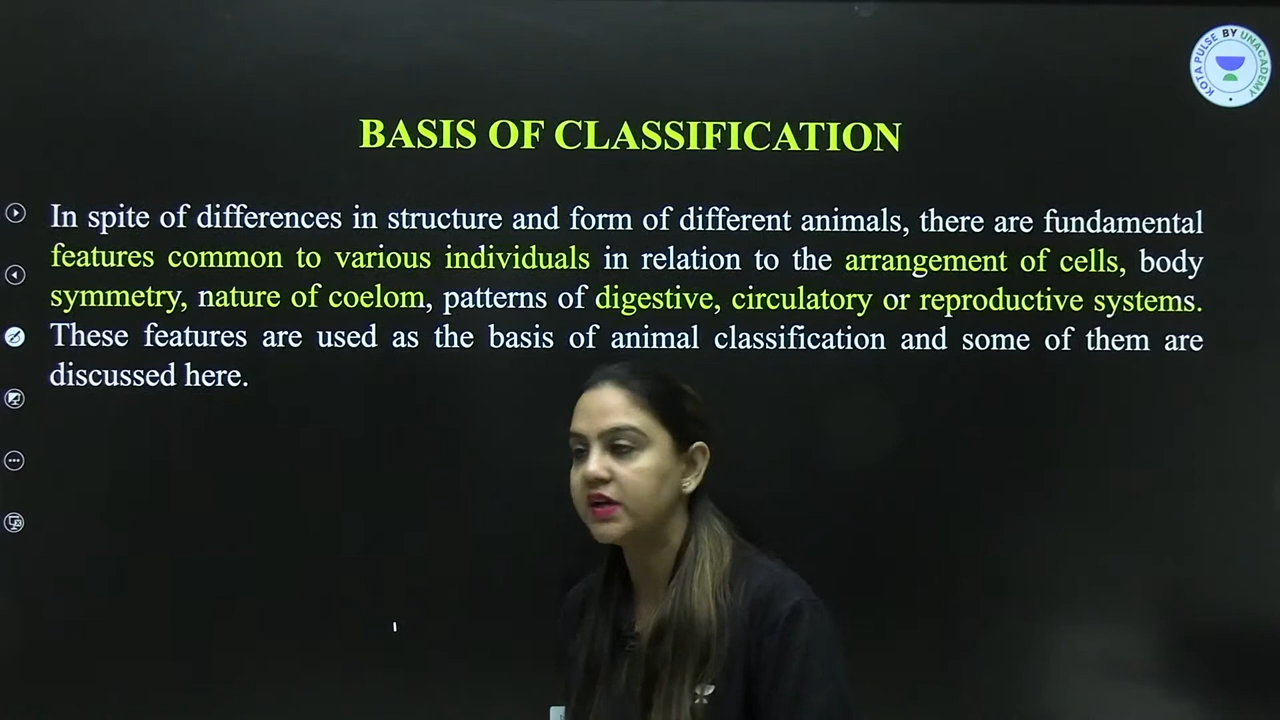 KOTA PULSE BY UNACADEMY
BASIS OF CLASSIFICATION
In spite of differences in structure and form of different animals, there are fundamental
features common to various individuals in relation to the arrangement of cells, body
symmetry, nature of coelom, patterns of digestive, circulatory or reproductive systems.
These features are used as the basis of animal classification and some of them are
discussed here.